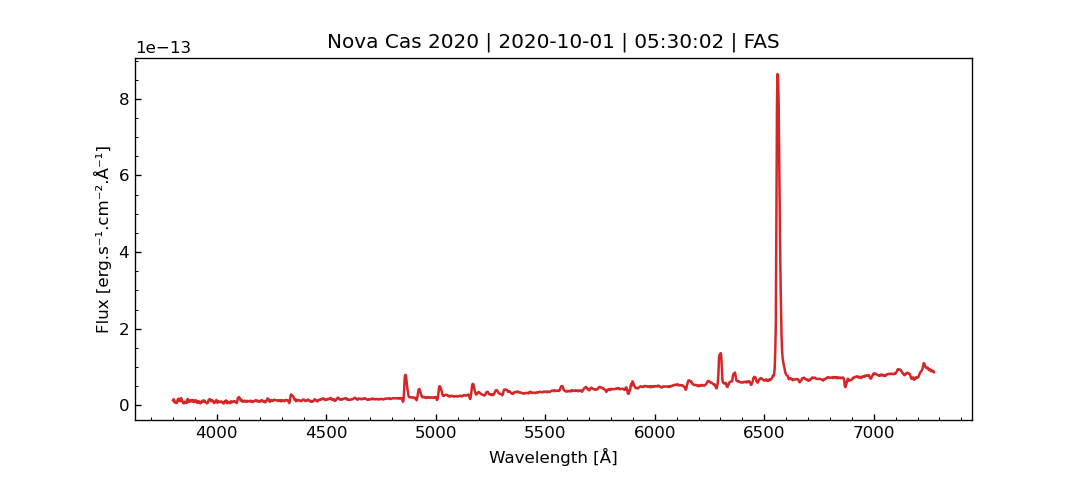 Nova Cas 2020 | 2020-10-01 | 05:30:02 | FAS
1e−13
8
6
4
2
0
Flux [erg.s⁻¹.cm⁻².Å⁻¹]
4000 4500 5000 5500 6000 6500 7000
Wavelength [Å]